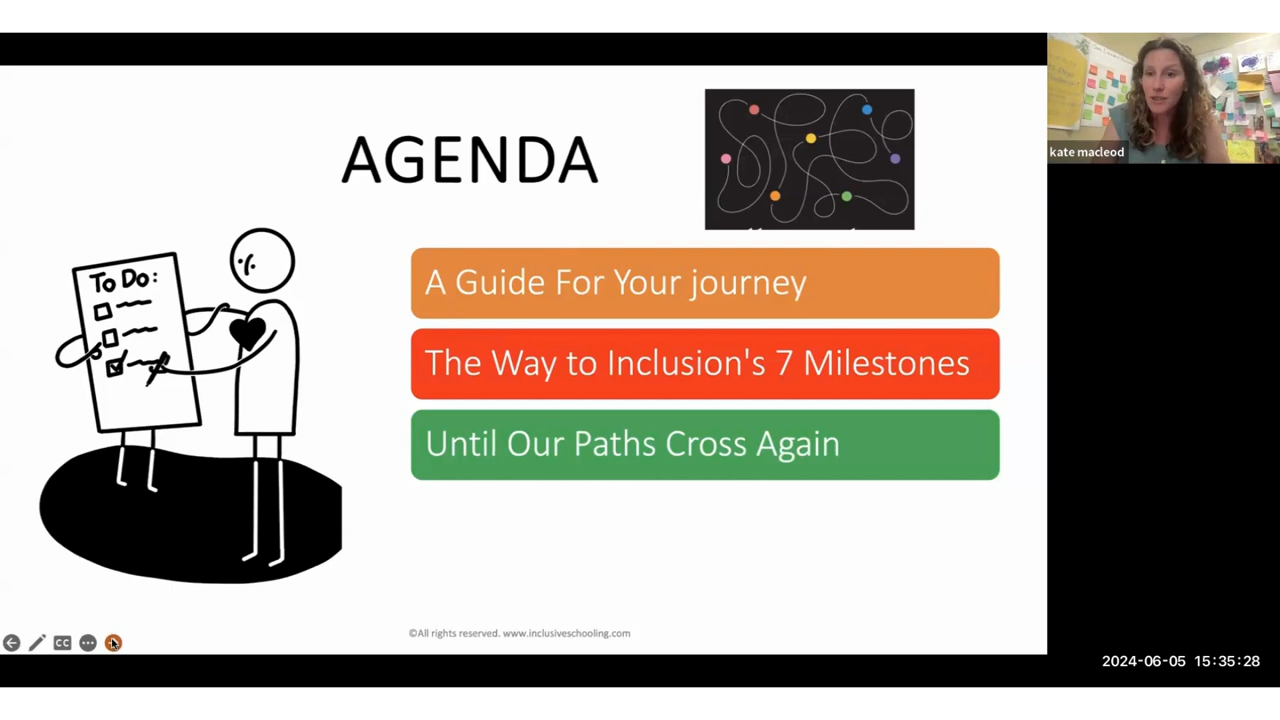 AGENDA
kate macleod
To Do:
A Guide For Your journey
The Way to Inclusion's 7 Milestones
Until Our Paths Cross Again
©All rights reserved. www.inclusiveschooling.com
CC
2024-06-05 15:35:28